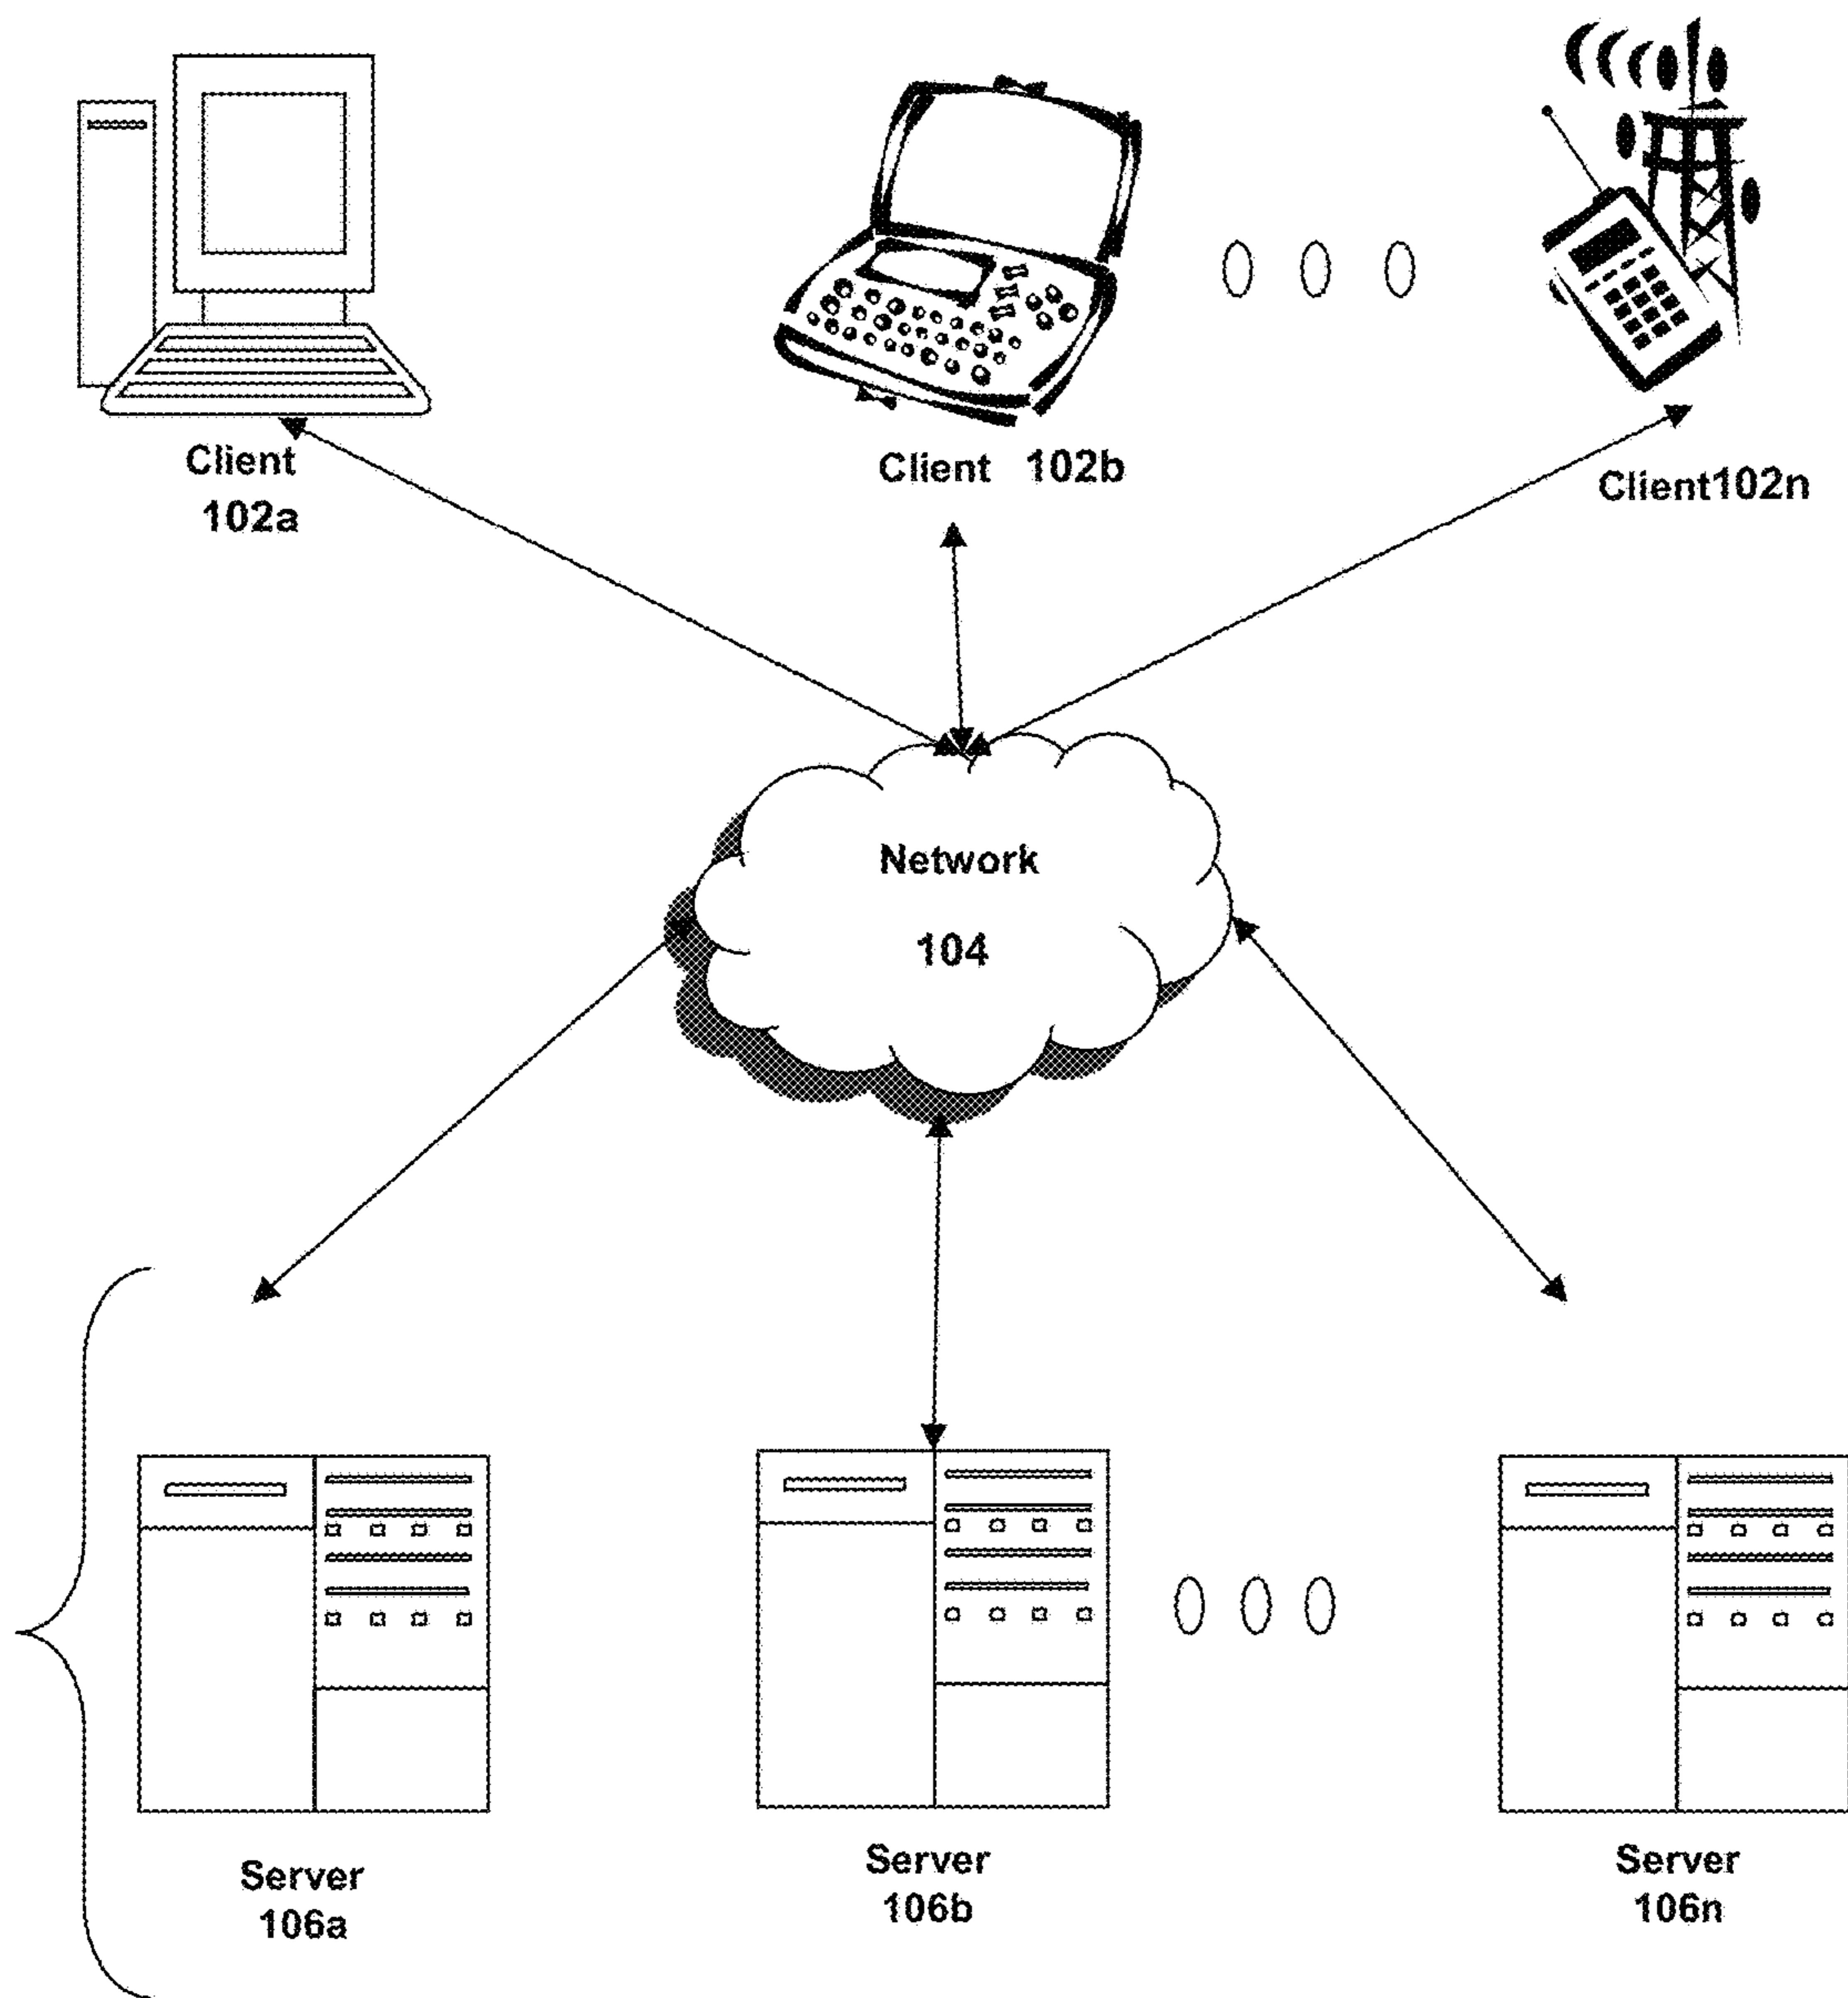 Client
102a
Client 102b
Client102n
Network
104
Server
106a
Server
106b
Server
106n